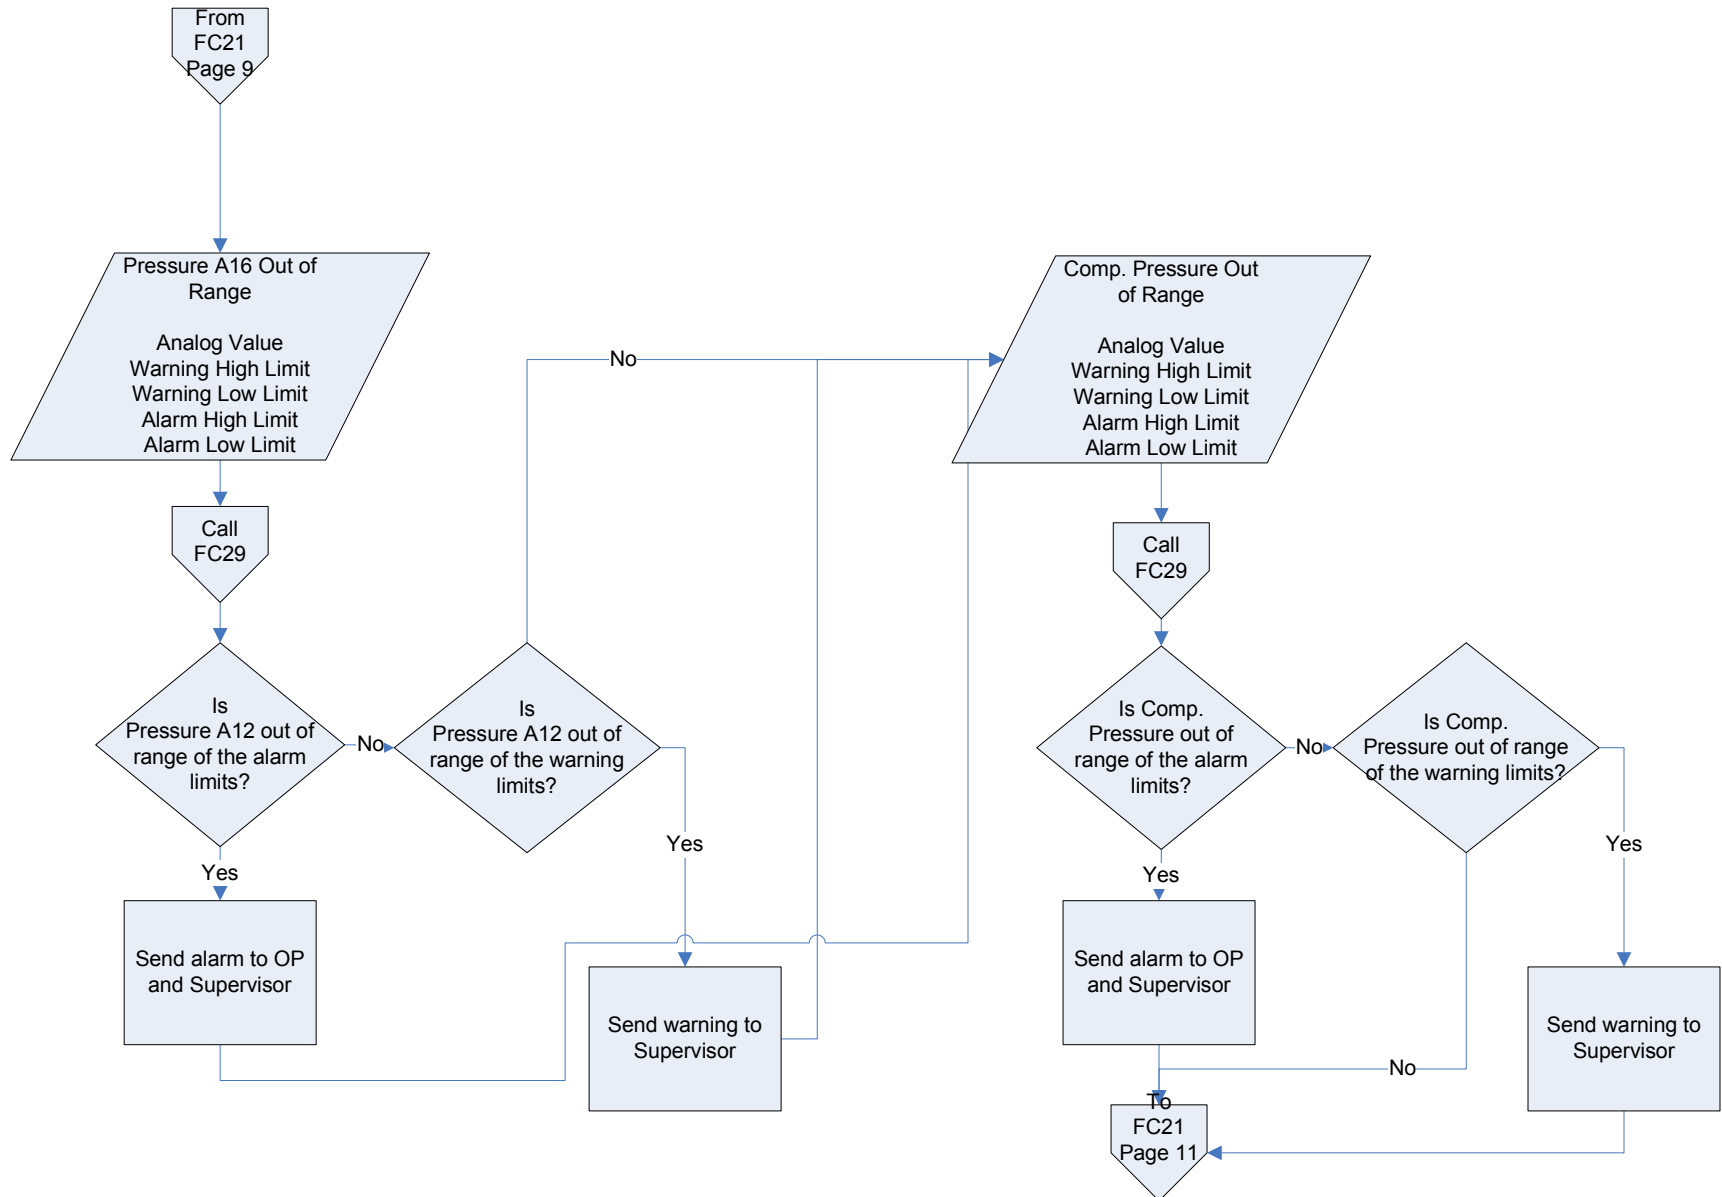 From
FC21
Page 9
Pressure A16 Out of
Range
Analog Value
Warning High Limit
Warning Low Limit
Alarm High Limit
Alarm Low Limit
Call
FC29
Is
Pressure A12 out of
range of the alarm
limits?
No
Is
Pressure A12 out of
range of the warning
limits?
No
Yes
Yes
Send alarm to OP
and Supervisor
Send warning to
Supervisor
Comp. Pressure Out
of Range
Analog Value
Warning High Limit
Warning Low Limit
Alarm High Limit
Alarm Low Limit
Call
FC29
Is Comp.
Pressure out of
range of the alarm
limits?
No
Is Comp.
Pressure out of range
of the warning limits?
Yes
Yes
Send alarm to OP
and Supervisor
Send warning to
Supervisor
No
To
FC21
Page 11